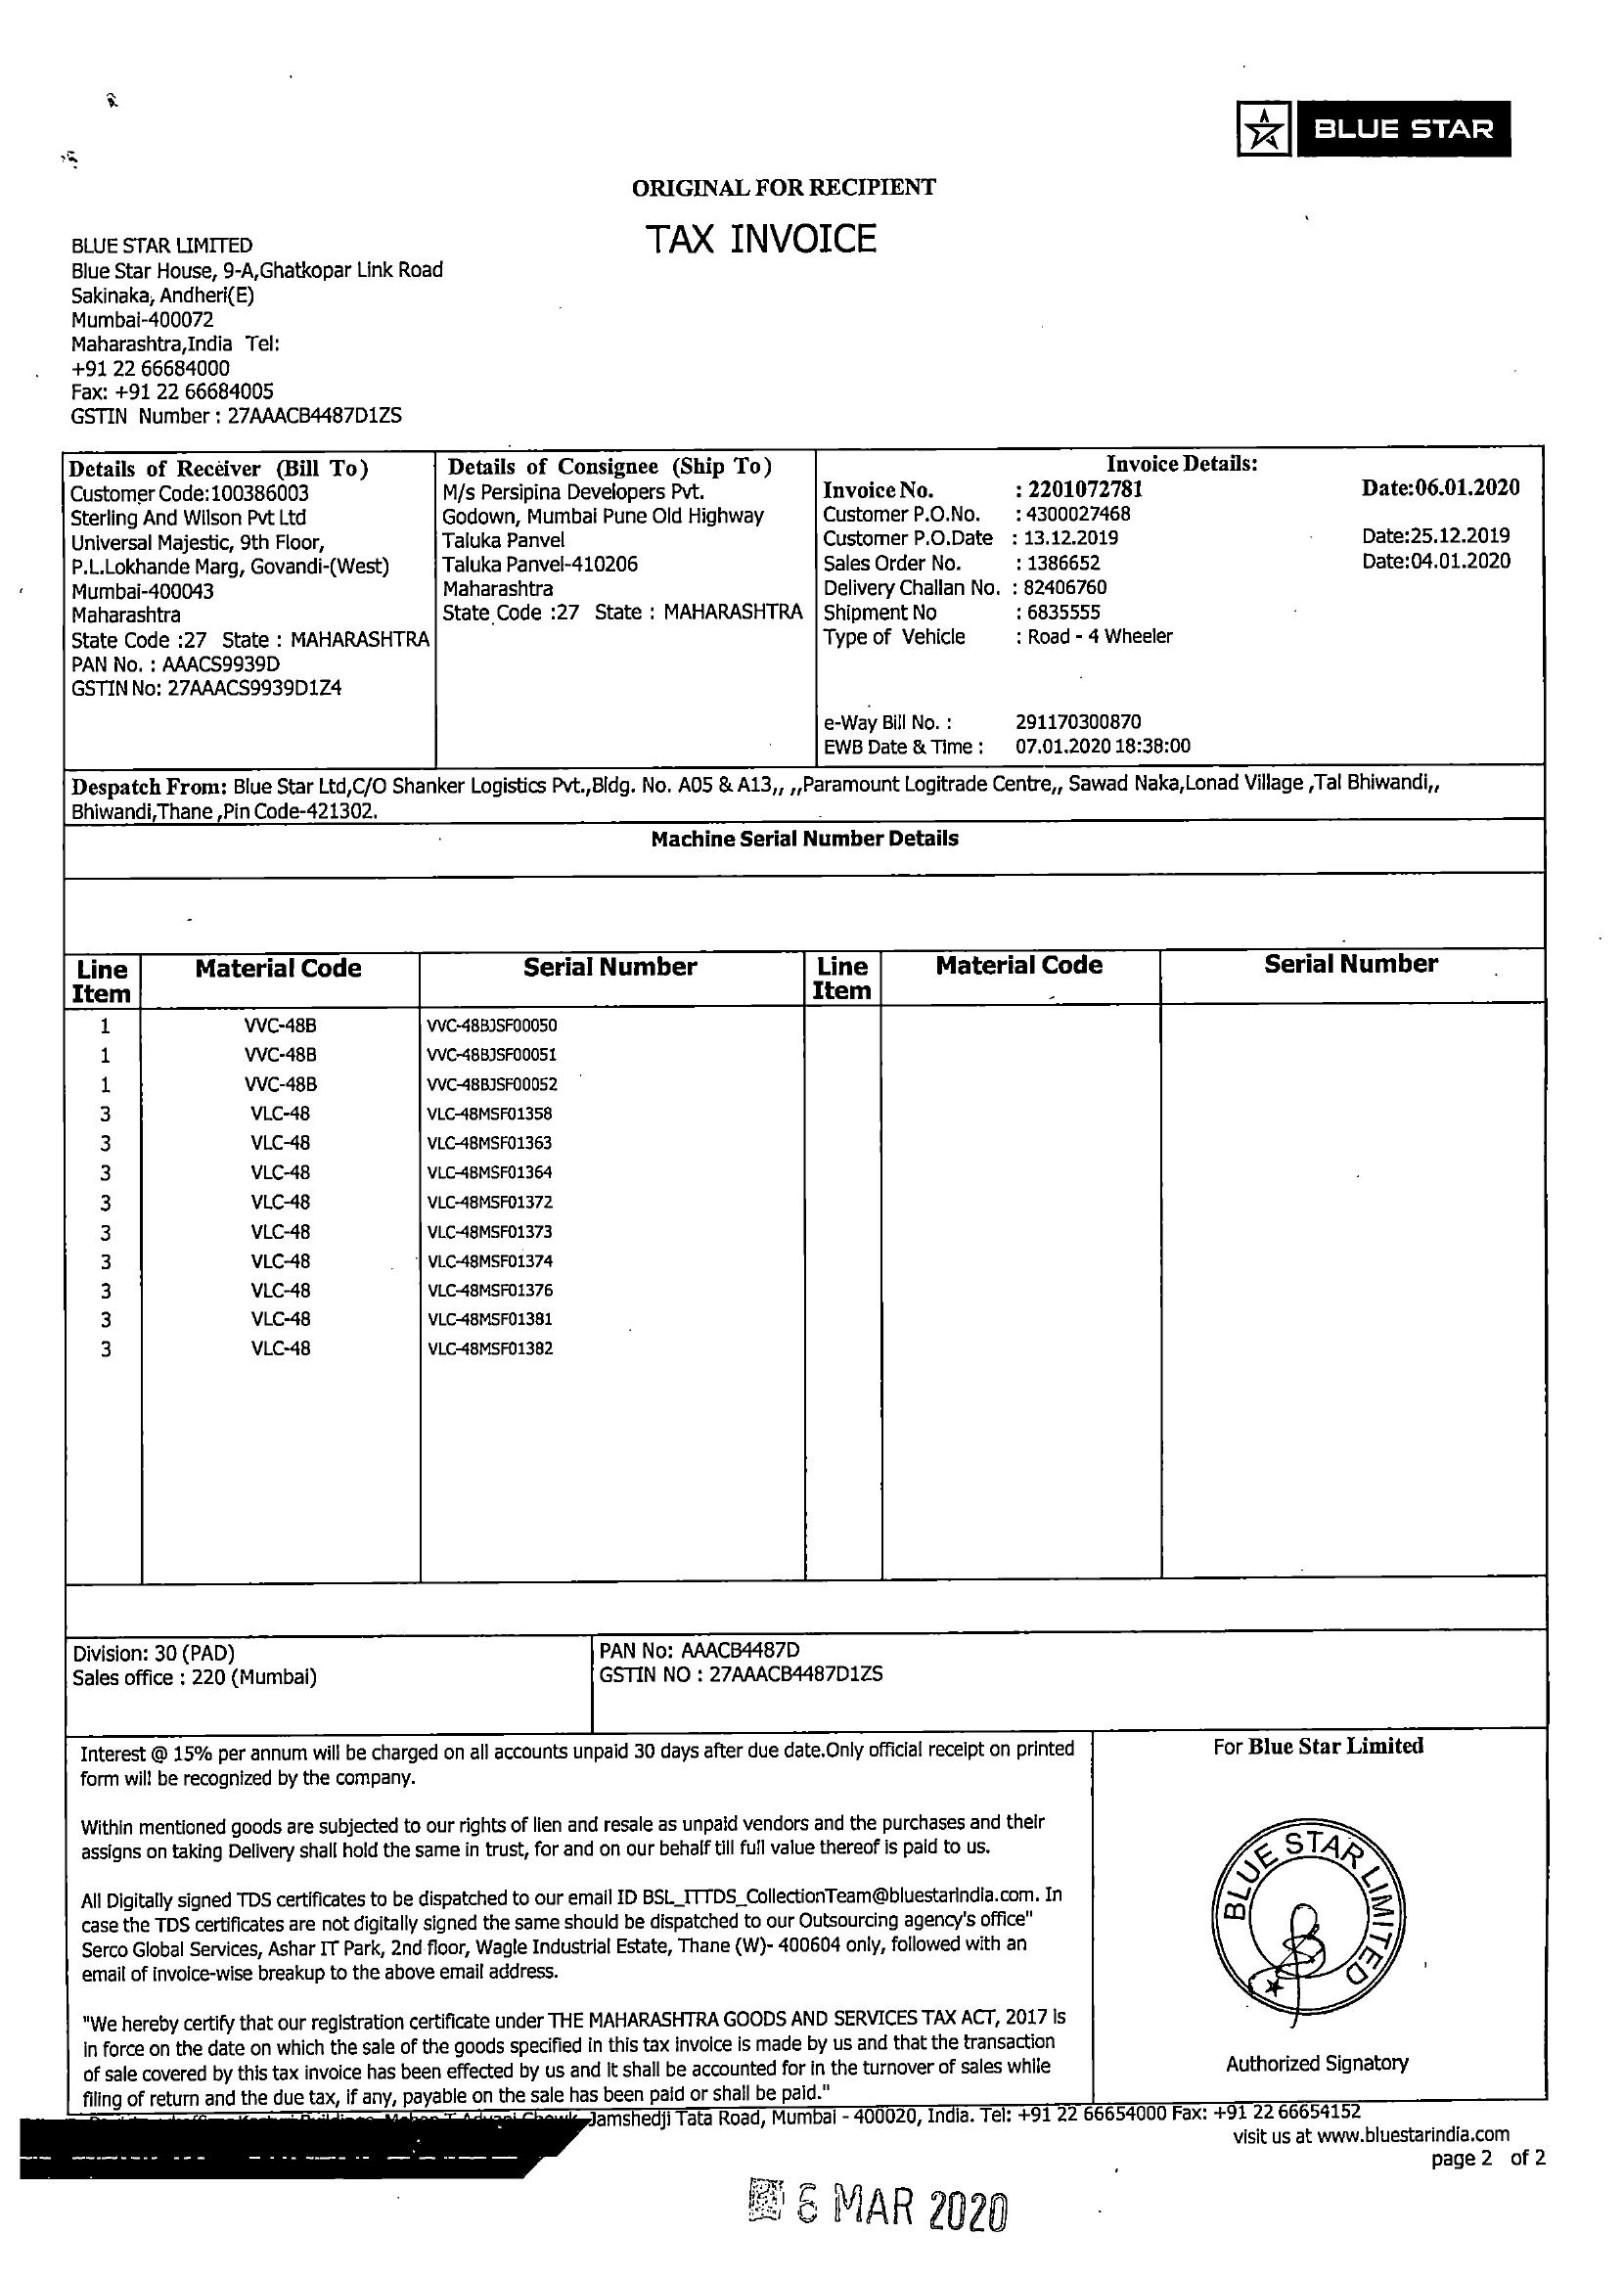 BLUE STAR
ORIGINAL FOR RECIPIENT
TAX INVOICE
BLUE STAR LIMITED
Blue Star House, 9-A,Ghatkopar Link Road
Sakinaka, Andheri(E)
Mumbai-400072
Maharashtra,India Tel:
+91 22 66684000
Fax: +91 22 66684005
GSTIN Number : 27AAACB4487D1ZS
Details of Receiver (Bill To)
Customer Code:100386003
Sterling And Wilson Pvt Ltd
Universal Majestic, 9th Floor,
P.L.Lokhande Marg, Govandi-(West)
Mumbai-400043
Maharashtra
State Code :27 State : MAHARASHTRA
PAN No. : AAACS9939D
GSTIN No: 27AAACS9939D1Z4
Details of Consignee (Ship To)
M/s Persipina Developers Pvt.
Godown, Mumbai Pune Old Highway
Taluka Panvel
Taluka Panvel-410206
Maharashtra
State Code :27 State : MAHARASHTRA
Invoice Details:
Invoice No. : 2201072781 Date:06.01.2020
Customer P.O.No. : 4300027468
Customer P.O.Date : 13.12.2019 Date:25.12.2019
Sales Order No. : 1386652 Date:04.01.2020
Delivery Challan No. : 82406760
Shipment No : 6835555
Type of Vehicle : Road - 4 Wheeler
e-Way Bill No. : 291170300870
EWB Date & Time : 07.01.2020 18:38:00
Despatch From: Blue Star Ltd,C/O Shanker Logistics Pvt.,Bldg. No. A05 & A13,, ,,Paramount Logitrade Centre,, Sawad Naka,Lonad Village ,Tal Bhiwandi,,
Bhiwandi,Thane ,Pin Code-421302.
Machine Serial Number Details
Line Item Material Code Serial Number Line Item Material Code Serial Number
1 VVC-48B VVC-48BJSF00050
1 VVC-48B VVC-48BJSF00051
1 VVC-48B VVC-48BJSF00052
3 VLC-48 VLC-48MSF01358
3 VLC-48 VLC-48MSF01363
3 VLC-48 VLC-48MSF01364
3 VLC-48 VLC-48MSF01372
3 VLC-48 VLC-48MSF01373
3 VLC-48 VLC-48MSF01374
3 VLC-48 VLC-48MSF01376
3 VLC-48 VLC-48MSF01381
3 VLC-48 VLC-48MSF01382
Division: 30 (PAD)
Sales office : 220 (Mumbai)
PAN No: AAACB4487D
GSTIN NO : 27AAACB4487D1ZS
Interest @ 15% per annum will be charged on all accounts unpaid 30 days after due date.Only official receipt on printed
form will be recognized by the company.
Within mentioned goods are subjected to our rights of lien and resale as unpaid vendors and the purchases and their
assigns on taking Delivery shall hold the same in trust, for and on our behalf till full value thereof is paid to us.
All Digitally signed TDS certificates to be dispatched to our email ID BSL_ITTDS_CollectionTeam@bluestarindia.com. In
case the TDS certificates are not digitally signed the same should be dispatched to our Outsourcing agency's office"
Serco Global Services, Ashar IT Park, 2nd floor, Wagle Industrial Estate, Thane (W)- 400604 only, followed with an
email of invoice-wise breakup to the above email address.
"We hereby certify that our registration certificate under THE MAHARASHTRA GOODS AND SERVICES TAX ACT, 2017 is
in force on the date on which the sale of the goods specified in this tax invoice is made by us and that the transaction
of sale covered by this tax invoice has been effected by us and it shall be accounted for in the turnover of sales while
filing of return and the due tax, if any, payable on the sale has been paid or shall be paid."
For Blue Star Limited
BLUE STAR LIMITED
Authorized Signatory
Jamshedji Tata Road, Mumbai - 400020, India. Tel: +91 22 66654000 Fax: +91 22 66654152
visit us at www.bluestarindia.com
page 2 of 2
6 MAR 2020